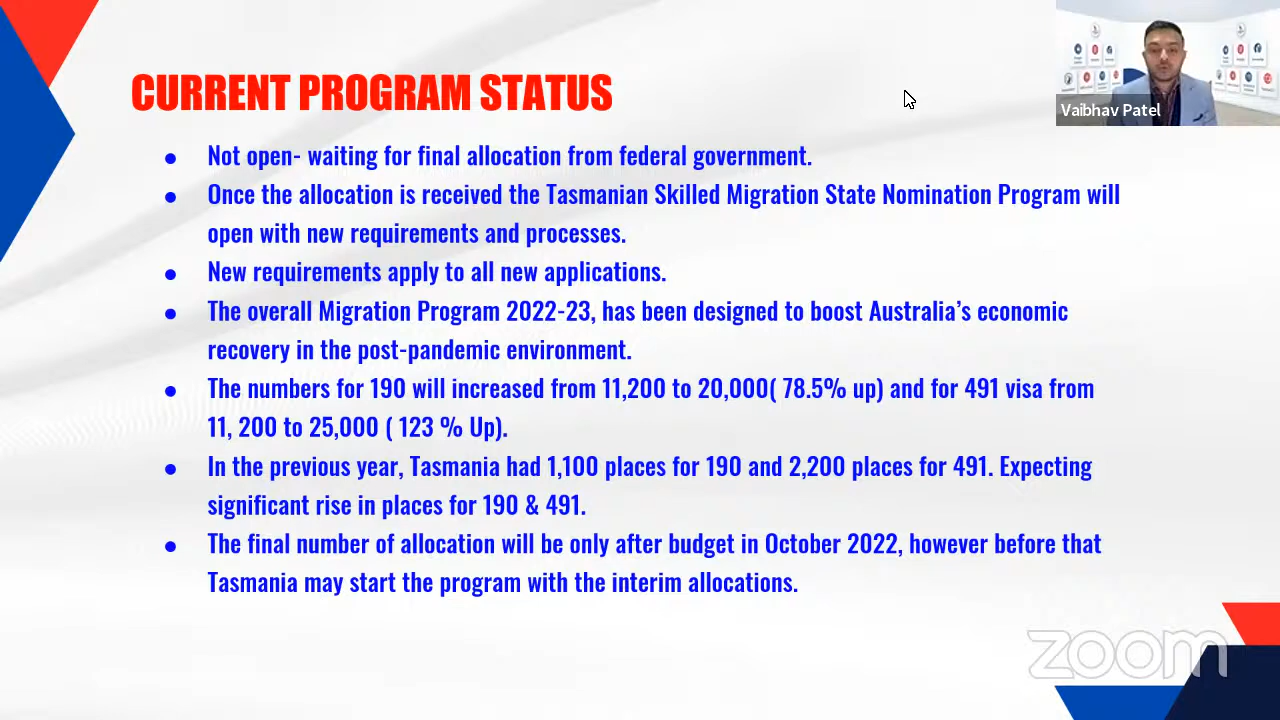 CURRENT PROGRAM STATUS
Vaibhav Patel
● Not open- waiting for final allocation from federal government.
● Once the allocation is received the Tasmanian Skilled Migration State Nomination Program will
open with new requirements and processes.
● New requirements apply to all new applications.
● The overall Migration Program 2022-23, has been designed to boost Australia’s economic
recovery in the post-pandemic environment.
● The numbers for 190 will increased from 11,200 to 20,000( 78.5% up) and for 491 visa from
11, 200 to 25,000 ( 123 % Up).
● In the previous year, Tasmania had 1,100 places for 190 and 2,200 places for 491. Expecting
significant rise in places for 190 & 491.
● The final number of allocation will be only after budget in October 2022, however before that
Tasmania may start the program with the interim allocations.
zoom